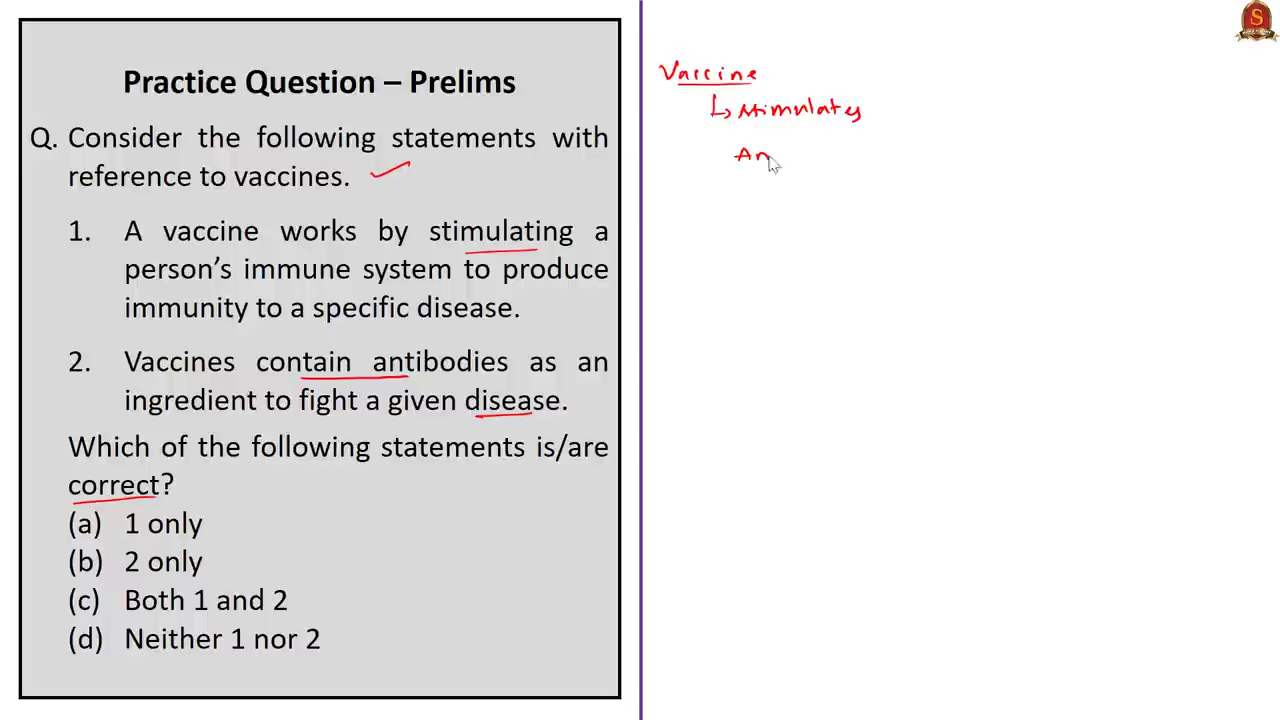 Practice Question – Prelims
Q. Consider the following statements with
reference to vaccines.
1. A vaccine works by stimulating a
person's immune system to produce
immunity to a specific disease.
2. Vaccines contain antibodies as an
ingredient to fight a given disease.
Which of the following statements is/are
correct?
(a) 1 only
(b) 2 only
(c) Both 1 and 2
(d) Neither 1 nor 2
Vaccine
↳ stimulates
An
S